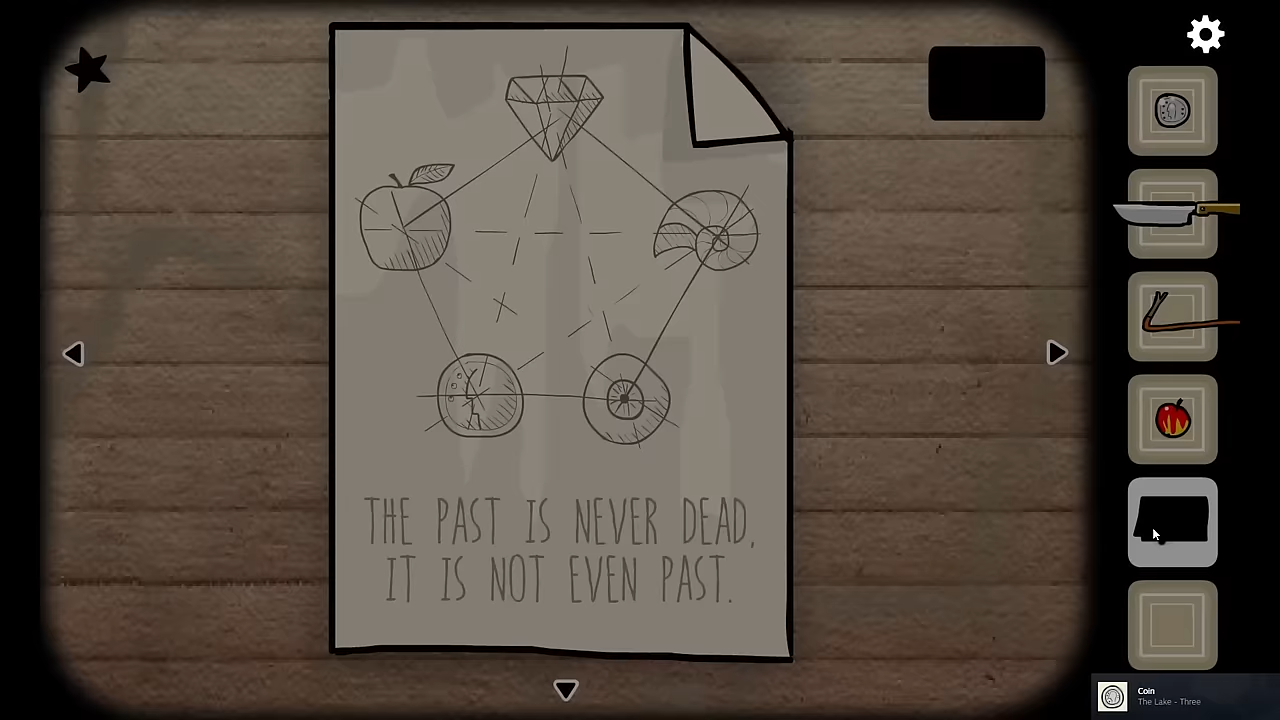 THE PAST IS NEVER DEAD,
IT IS NOT EVEN PAST.
Coin
The Lake - Three